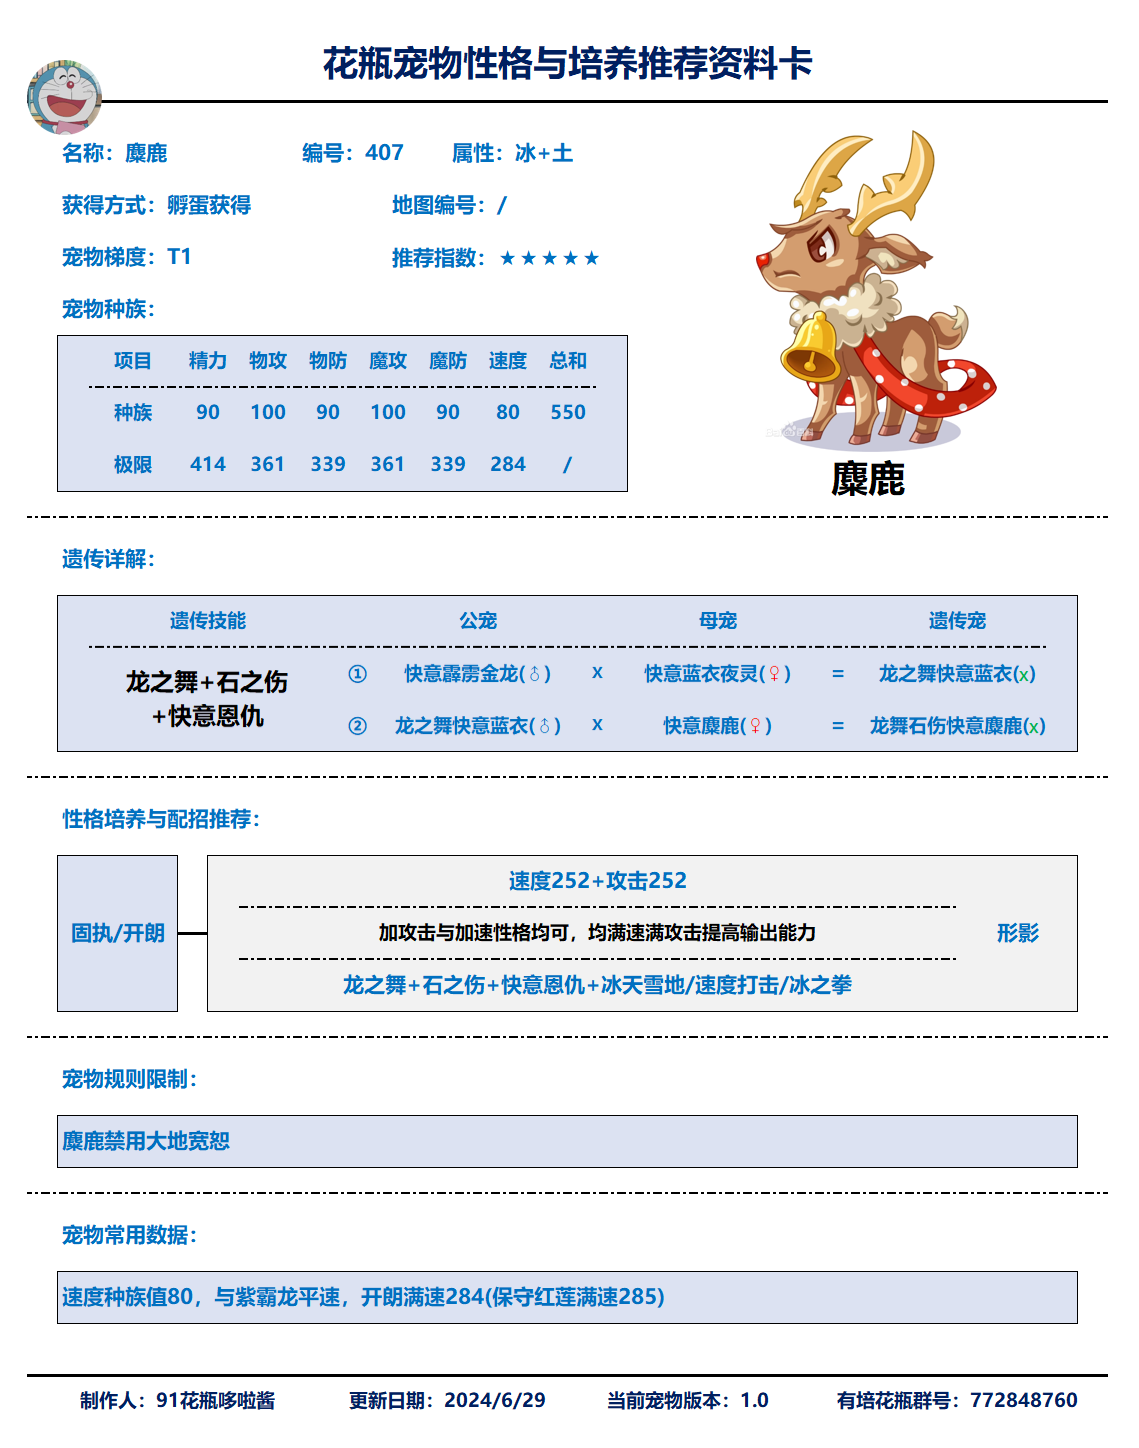 花瓶宠物性格与培养推荐资料卡
名称：麋鹿 编号：407 属性：冰+土
获得方式：孵蛋获得 地图编号：/
宠物梯度：T1 推荐指数：★★★★★
宠物种族：
项目 精力 物攻 物防 魔攻 魔防 速度 总和
种族 90 100 90 100 90 80 550
极限 414 361 339 361 339 284 /
麋鹿
遗传详解：
遗传技能 公宠 母宠 遗传宠
龙之舞+石之伤
+快意恩仇
① 快意霹雳金龙(♂) x 快意蓝衣夜灵(♀) = 龙之舞快意蓝衣(x)
② 龙之舞快意蓝衣(♂) x 快意麋鹿(♀) = 龙舞石伤快意麋鹿(x)
性格培养与配招推荐：
固执/开朗
速度252+攻击252
加攻击与加速性格均可，均满速满攻击提高输出能力
龙之舞+石之伤+快意恩仇+冰天雪地/速度打击/冰之拳
形影
宠物规则限制：
麋鹿禁用大地宽恕
宠物常用数据：
速度种族值80，与紫霸龙平速，开朗满速284(保守红莲满速285)
制作人：91花瓶哆啦酱 更新日期：2024/6/29 当前宠物版本：1.0 有培花瓶群号：772848760